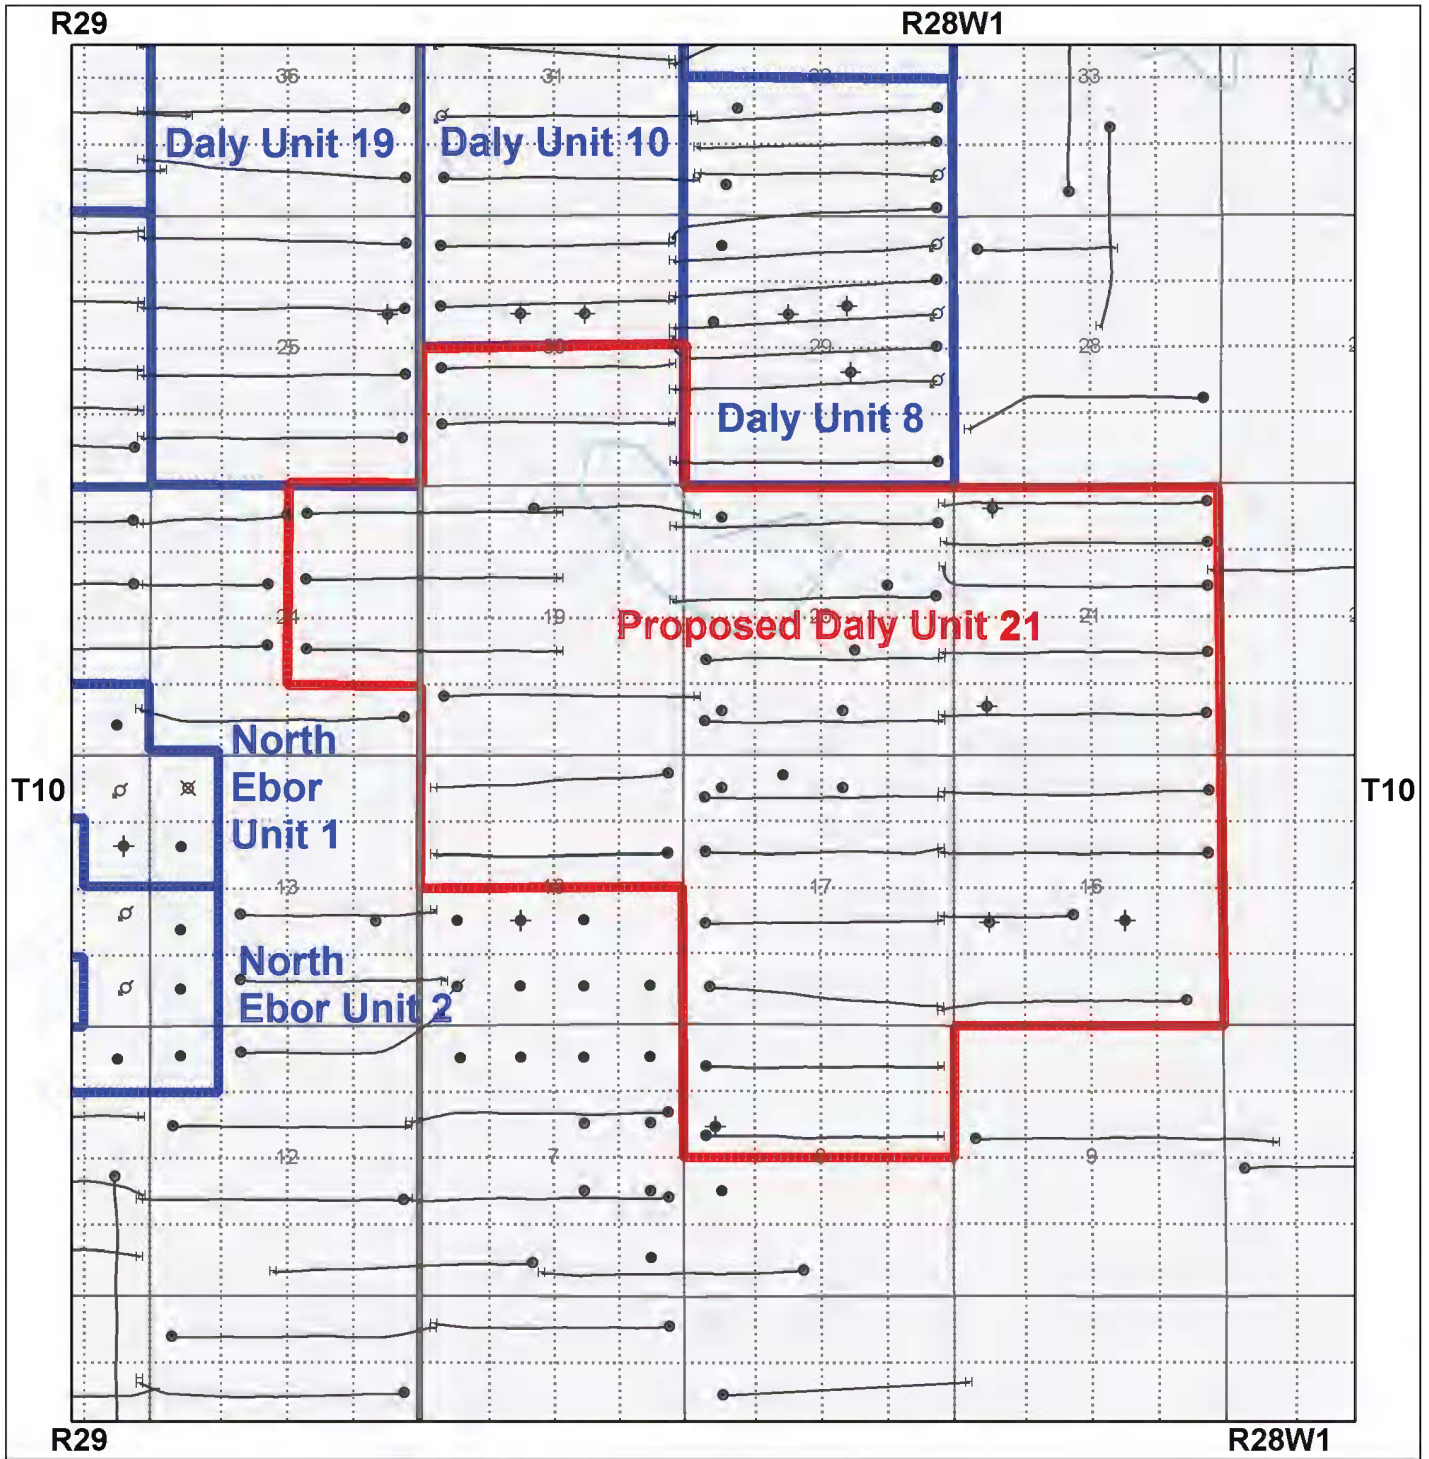 R29 R28W1
36 31 32 33
Daly Unit 19 Daly Unit 10
25 30 29 28
Daly Unit 8
24 19 20 21
Proposed Daly Unit 21
North
Ebor
Unit 1
T10 T10
13 18 17 16
North
Ebor Unit 2
12 7 8 9
R29 R28W1